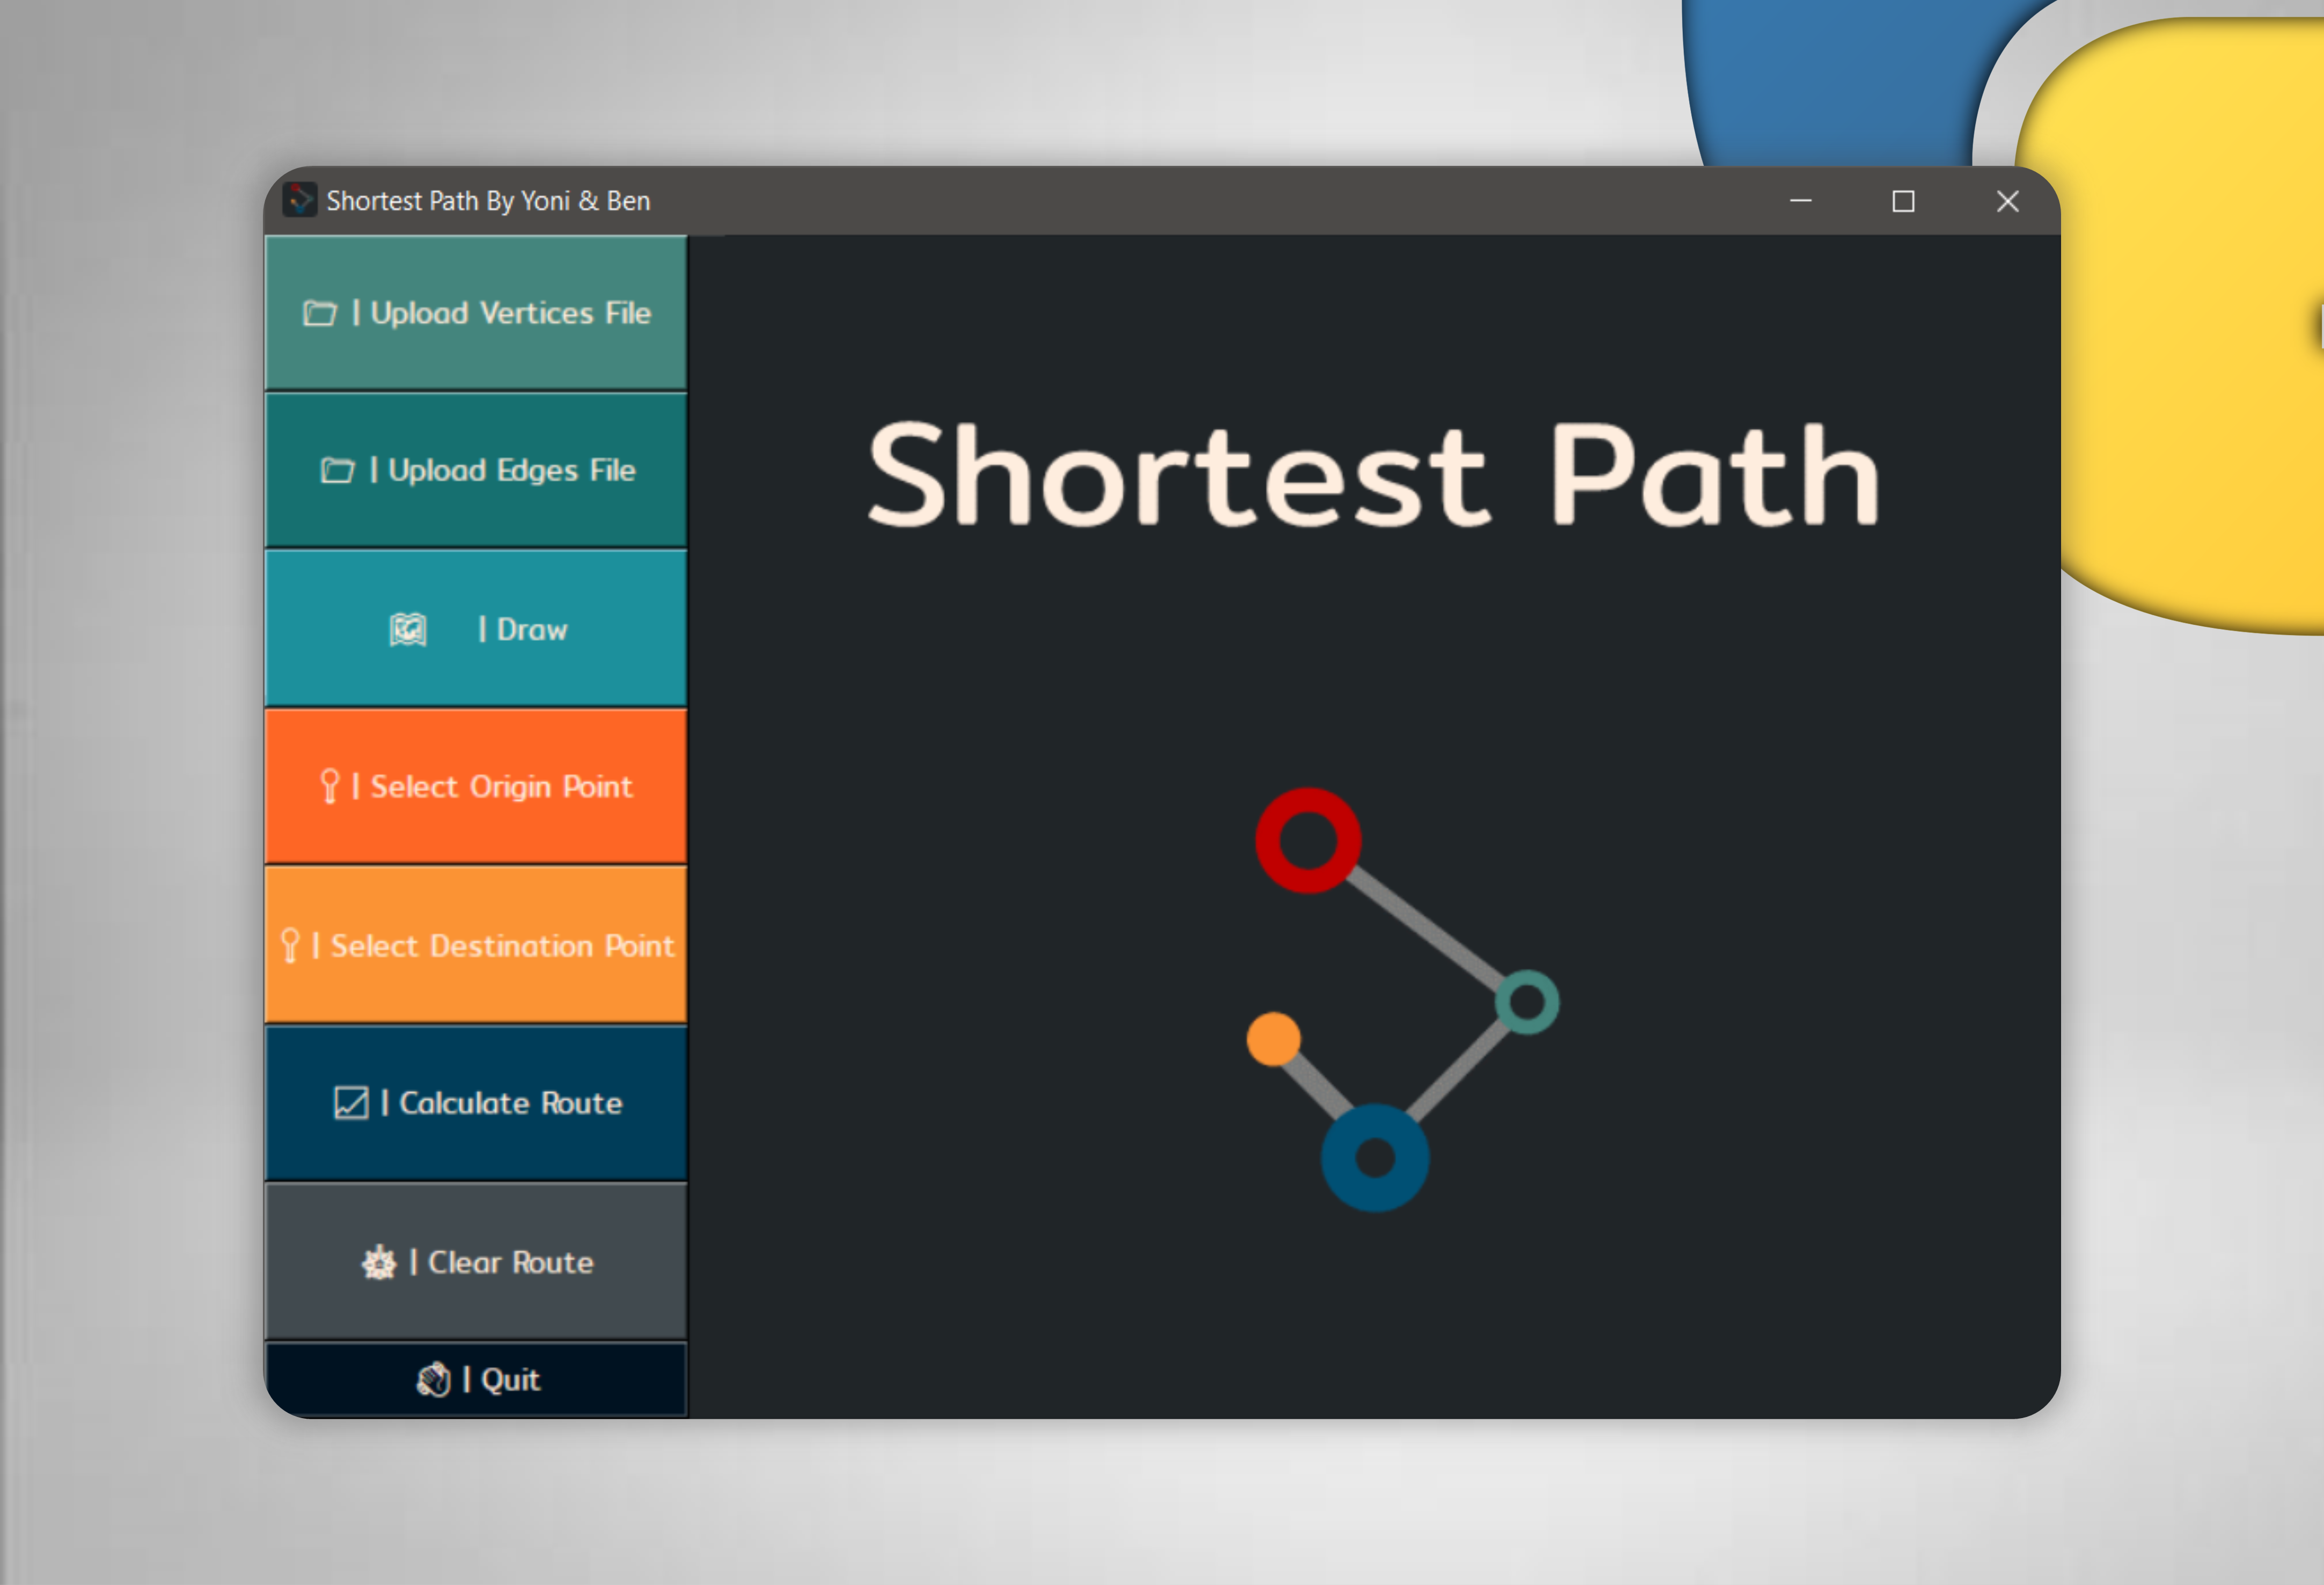 Shortest Path By Yoni & Ben
| Upload Vertices File
| Upload Edges File
| Draw
| Select Origin Point
| Select Destination Point
| Calculate Route
| Clear Route
| Quit
Shortest Path